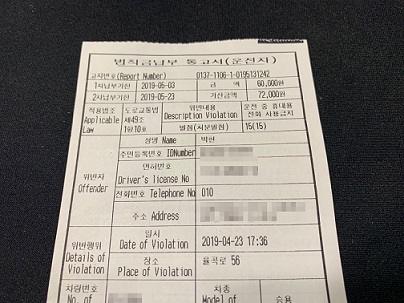 범칙금납부 통고서(운전자)
고지번호(Report Number) 0137-1106-1-0195131242
1차납부기한 2019-05-03 금 액 60,000원
2차납부기한 2019-05-23 가산금액 72,000원
적용법조 Applicable Law 도로교통법 제49조 1항10호 위반내용 Description Violation 운전 중 휴대용 전화 사용금지
벌점(처분벌점) 15(15)
위반자 Offender
성명 Name 박현
주민등록번호 IDNumber
면허번호 Driver's license No
전화번호 Telephone No 010
주소 Address
위반행위 Details of Violation
일시 Date of Violation 2019-04-23 17:36
장소 Place of Violation 율곡로 56
차량번호 No. of
차종 Model of 승용